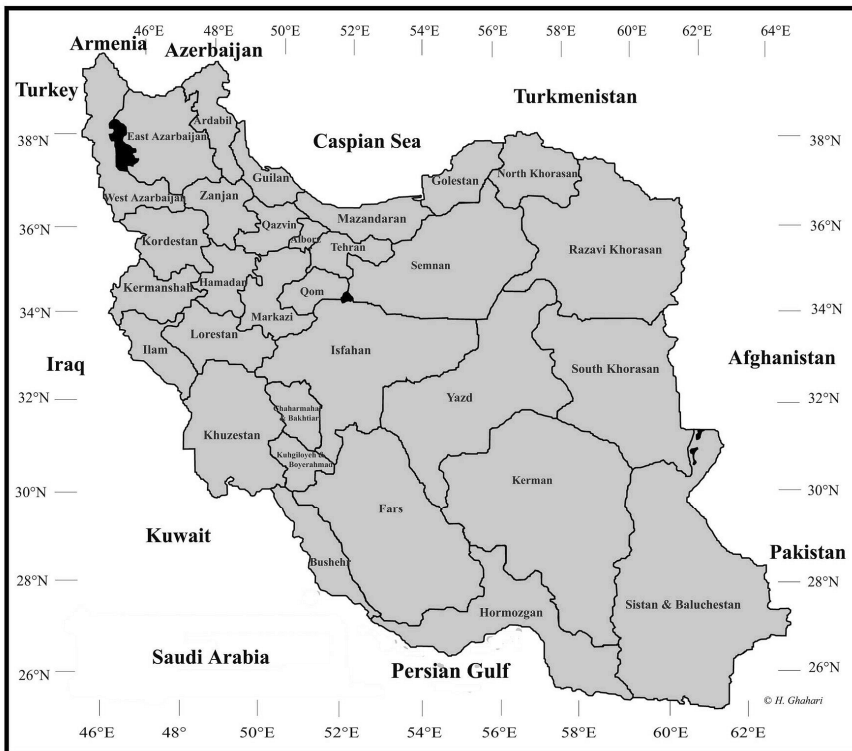 Armenia
Azerbaijan
46°E 48° 50°E 52°E 54°E 56°E 58°E 60°E 62°E 64°E
Turkey
Turkmenistan
Ardabil
38°N
East Azarbaijan
38°N
Caspian Sea
Guilan
Golestan
North Khorasan
West Azarbaijan
Zanjan
Mazandaran
36°N
Qazvin
36°N
Kordestan
Alborz
Tehran
Razavi Khorasan
Semnan
Hamadan
Kermanshah
Qom
34°N
Markazi
34°N
Lorestan
Ilam
Isfahan
Iraq
Afghanistan
South Khorasan
32°N
Yazd
32°N
Chaharmahal
& Bakhtiar
Khuzestan
Kuhgiloyeh &
Boyerahmad
30°N
Kerman
30°N
Fars
Kuwait
Pakistan
Bushehr
28°N
28°N
Sistan & Baluchestan
Hormozgan
Saudi Arabia
Persian Gulf
26°N
26°N
© H. Ghahari
46°E 48° 50°E 52°E 54°E 56°E 58°E 60°E 62°E